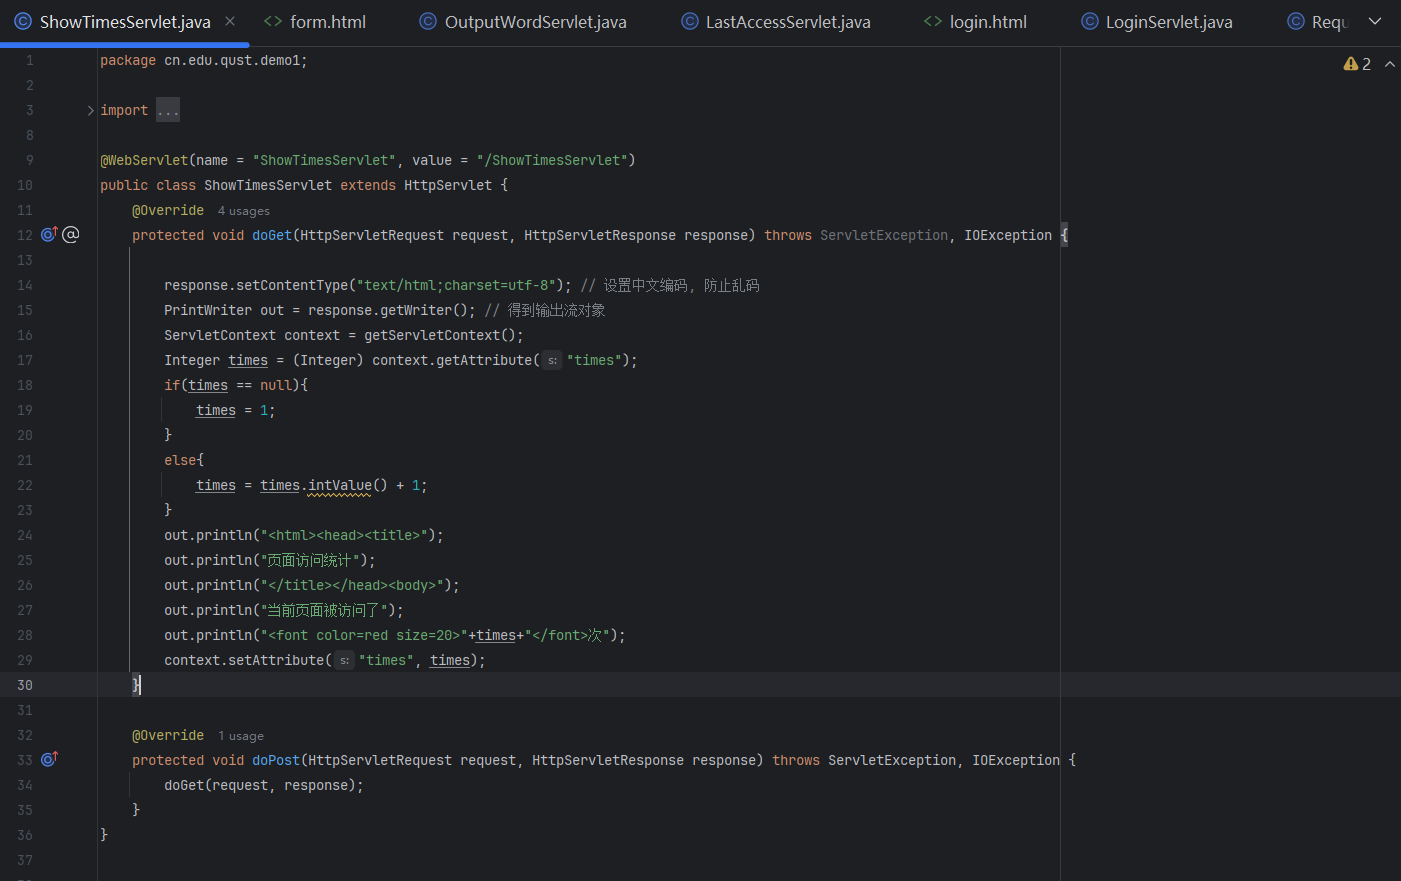 ShowTimesServlet.java form.html OutputWordServlet.java LastAccessServlet.java login.html LoginServlet.java Requ
1 package cn.edu.qust.demo1;
2
3 import ...
8
9 @WebServlet(name = "ShowTimesServlet", value = "/ShowTimesServlet")
10 public class ShowTimesServlet extends HttpServlet {
11 @Override 4 usages
12 protected void doGet(HttpServletRequest request, HttpServletResponse response) throws ServletException, IOException {
13
14 response.setContentType("text/html;charset=utf-8"); // 设置中文编码, 防止乱码
15 PrintWriter out = response.getWriter(); // 得到输出流对象
16 ServletContext context = getServletContext();
17 Integer times = (Integer) context.getAttribute( s: "times");
18 if(times == null){
19 times = 1;
20 }
21 else{
22 times = times.intValue() + 1;
23 }
24 out.println("<html><head><title>");
25 out.println("页面访问统计");
26 out.println("</title></head><body>");
27 out.println("当前页面被访问了");
28 out.println("<font color=red size=20>"+times+"</font>次");
29 context.setAttribute( s: "times", times);
30 }
31
32 @Override 1 usage
33 protected void doPost(HttpServletRequest request, HttpServletResponse response) throws ServletException, IOException {
34 doGet(request, response);
35 }
36 }
37
2